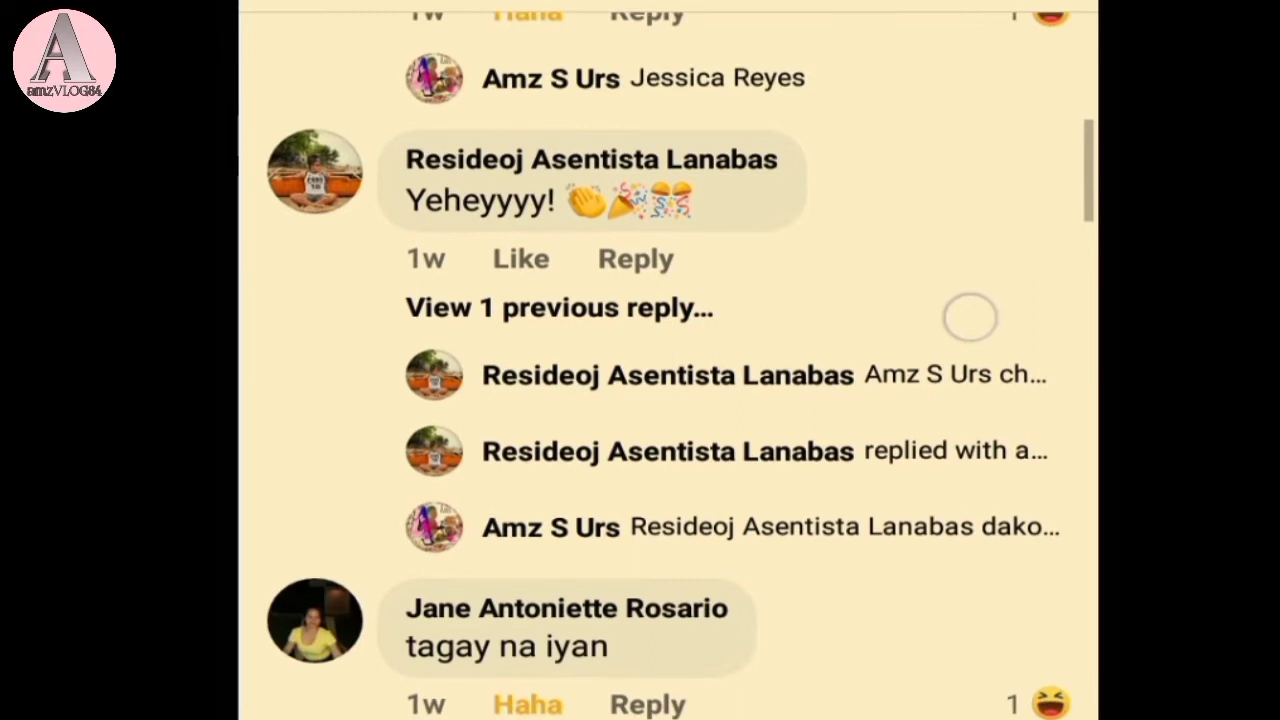 A
amzVLOG84
1w Haha Reply 1
Amz S Urs Jessica Reyes
Resideoj Asentista Lanabas
Yeheyyyy! 👏🎉🎊
1w Like Reply
View 1 previous reply...
Resideoj Asentista Lanabas Amz S Urs ch...
Resideoj Asentista Lanabas replied with a...
Amz S Urs Resideoj Asentista Lanabas dako...
Jane Antoniette Rosario
tagay na iyan
1w Haha Reply 1 😆